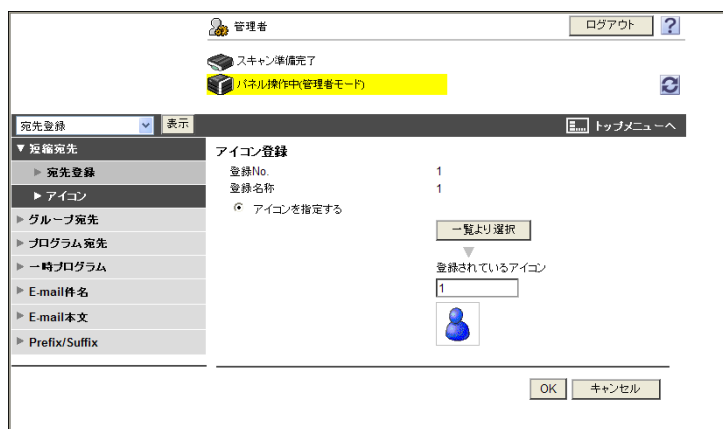 管理者
ログアウト
?
スキャン準備完了
パネル操作中(管理者モード)
宛先登録
表示
トップメニューへ
▼短縮宛先
宛先登録
アイコン
グループ宛先
プログラム宛先
一時プログラム
E-mail件名
E-mail本文
Prefix/Suffix
アイコン登録
登録No. 1
登録名称 1
アイコンを指定する
一覧より選択
登録されているアイコン
1
OK
キャンセル